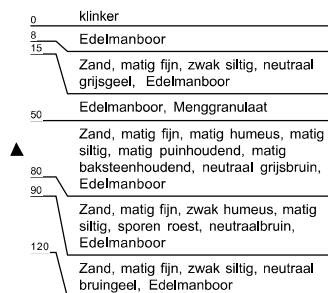 0
klinker
8
Edelmanboor
15
Zand, matig fijn, zwak siltig, neutraal
grijsgeel, Edelmanboor
Edelmanboor, Menggranulaat
50
Zand, matig fijn, matig humeus, matig
siltig, matig puinhoudend, matig
baksteenhoudend, neutraal grijsbruin,
Edelmanboor
80
90
Zand, matig fijn, zwak humeus, matig
siltig, sporen roest, neutraalbruin,
Edelmanboor
120
Zand, matig fijn, zwak siltig, neutraal
bruingeel, Edelmanboor